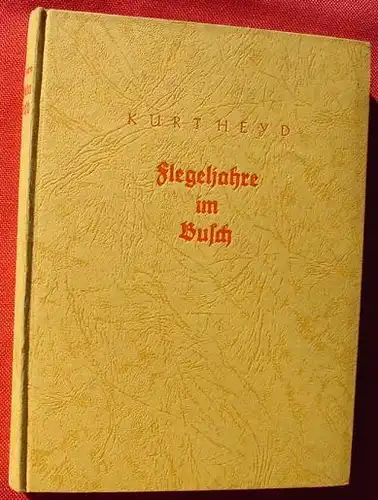 KURT HEYD
Flegeljahre
im
Buſch